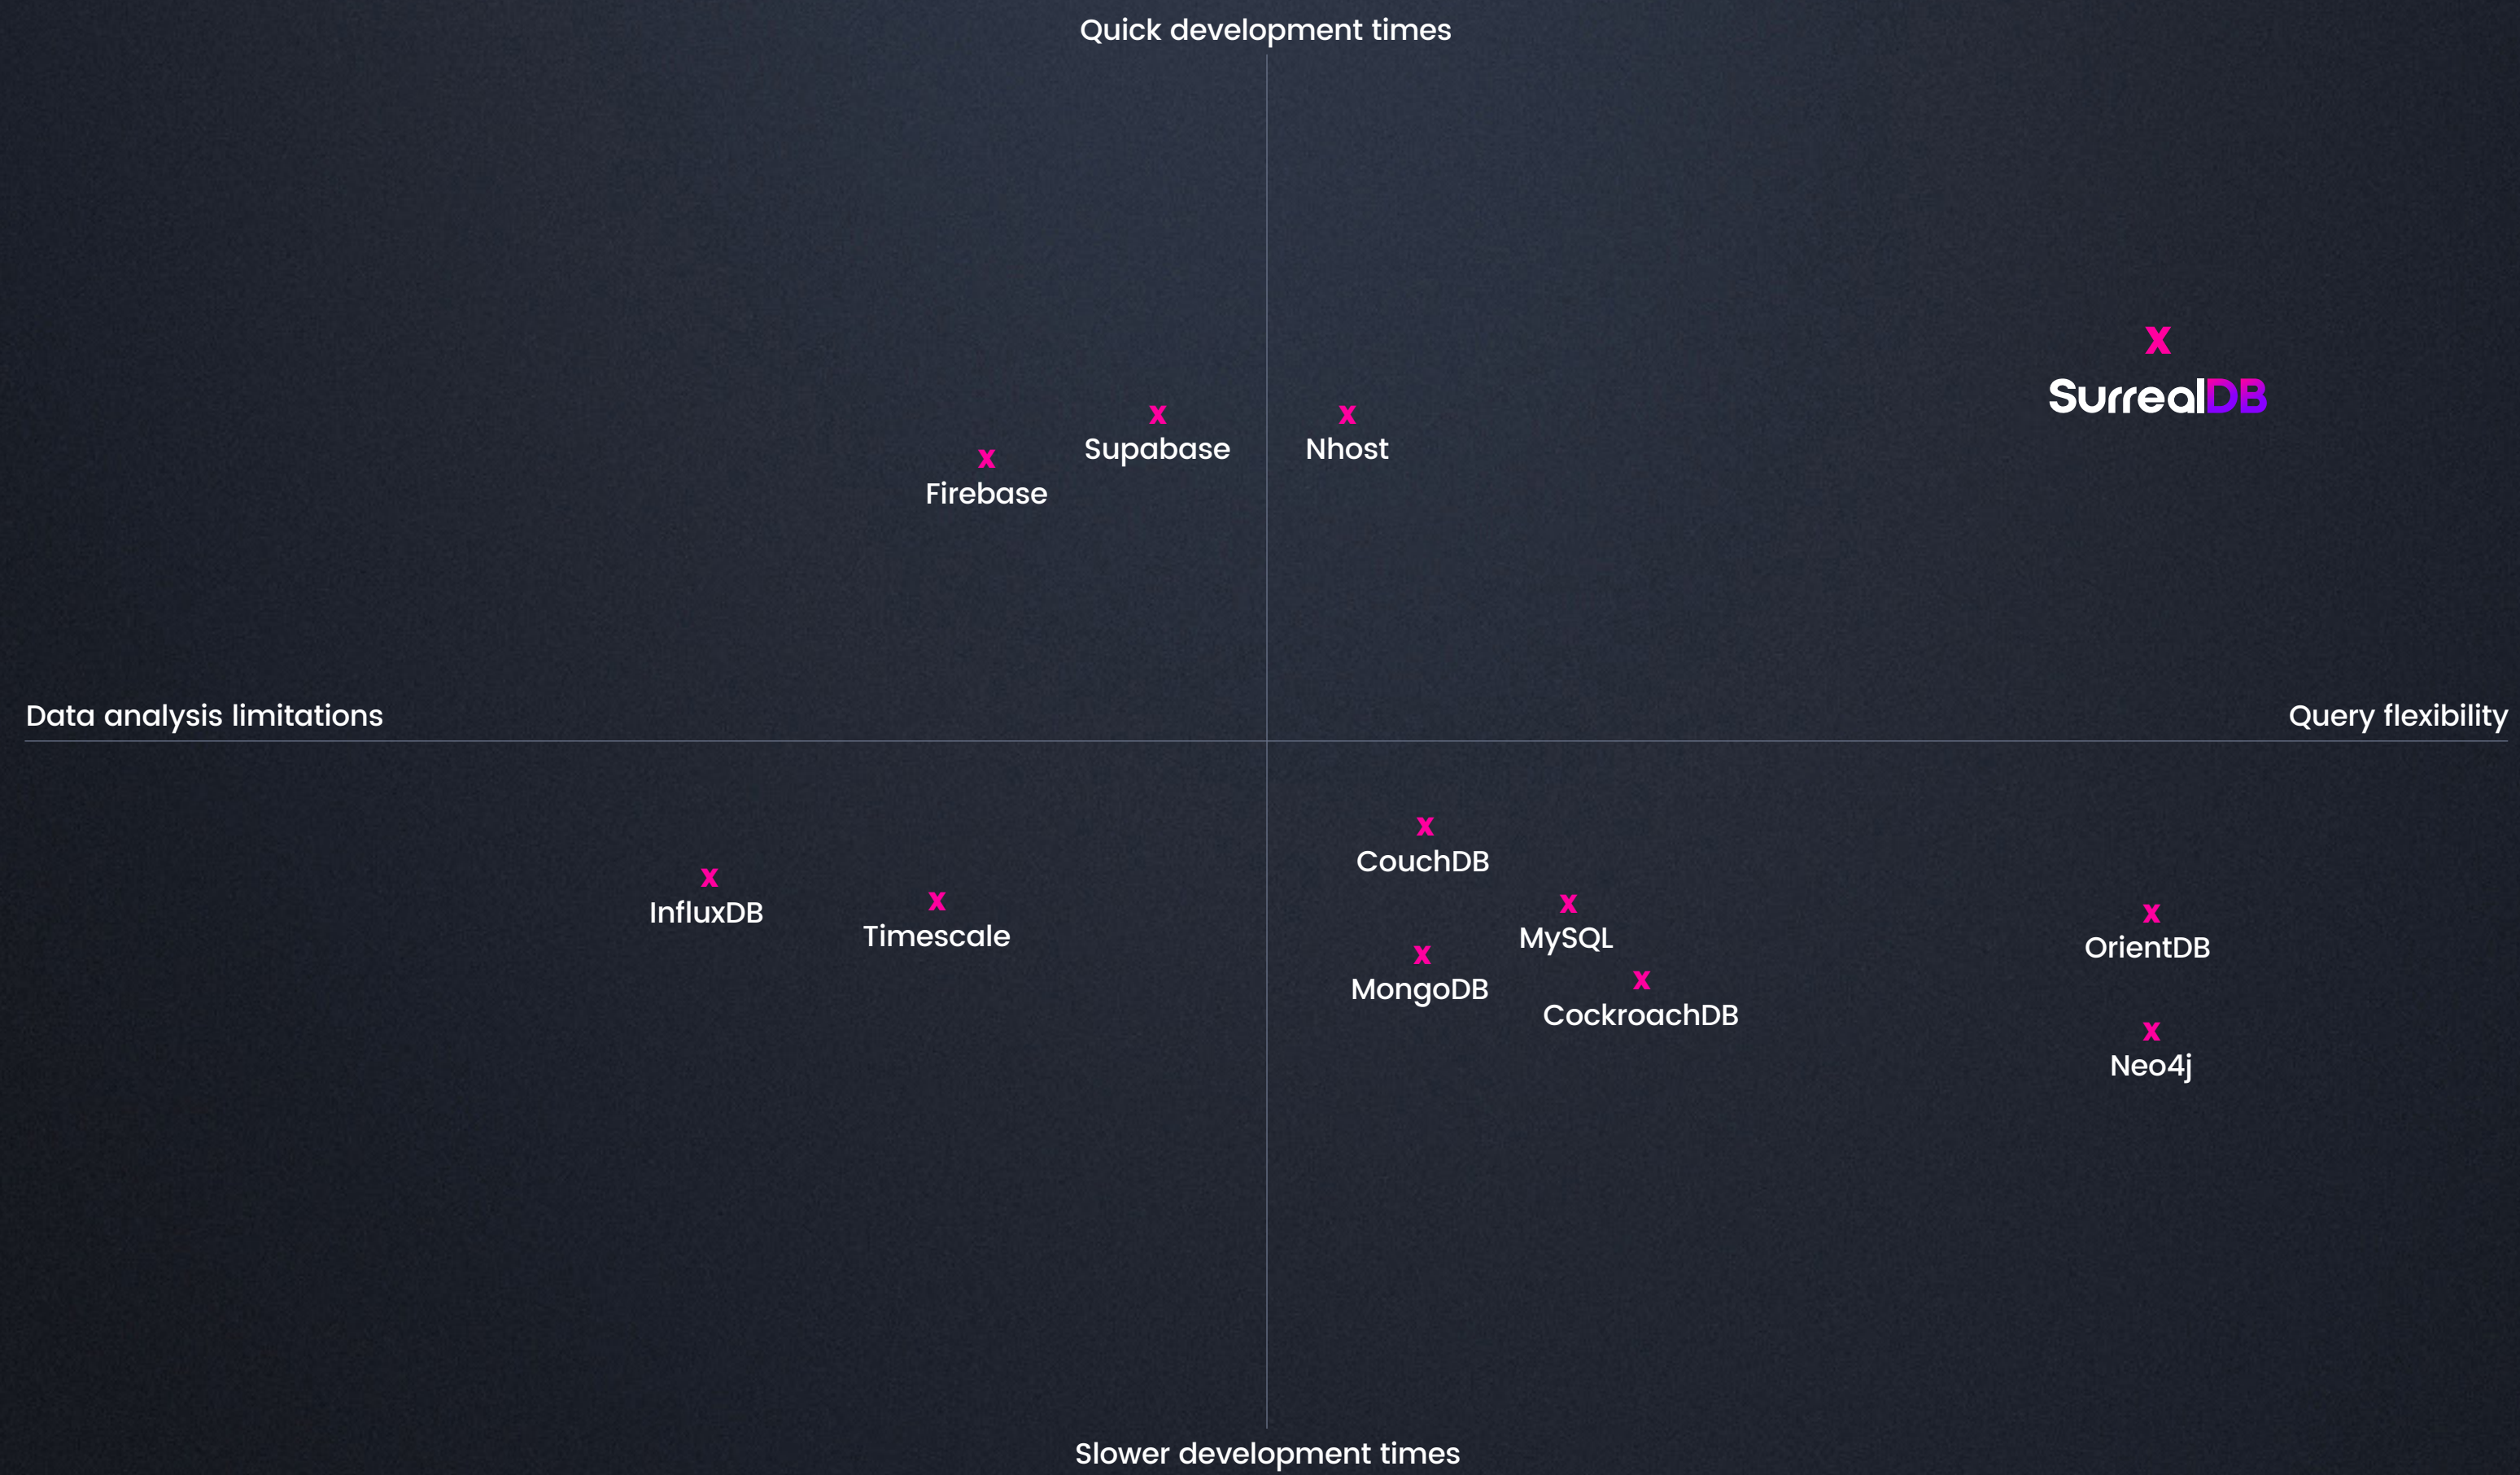 Quick development times
x
SurrealDB
x
Supabase
x
Nhost
x
Firebase
Data analysis limitations
Query flexibility
x
CouchDB
x
InfluxDB
x
Timescale
x
MySQL
x
OrientDB
x
MongoDB
x
CockroachDB
x
Neo4j
Slower development times